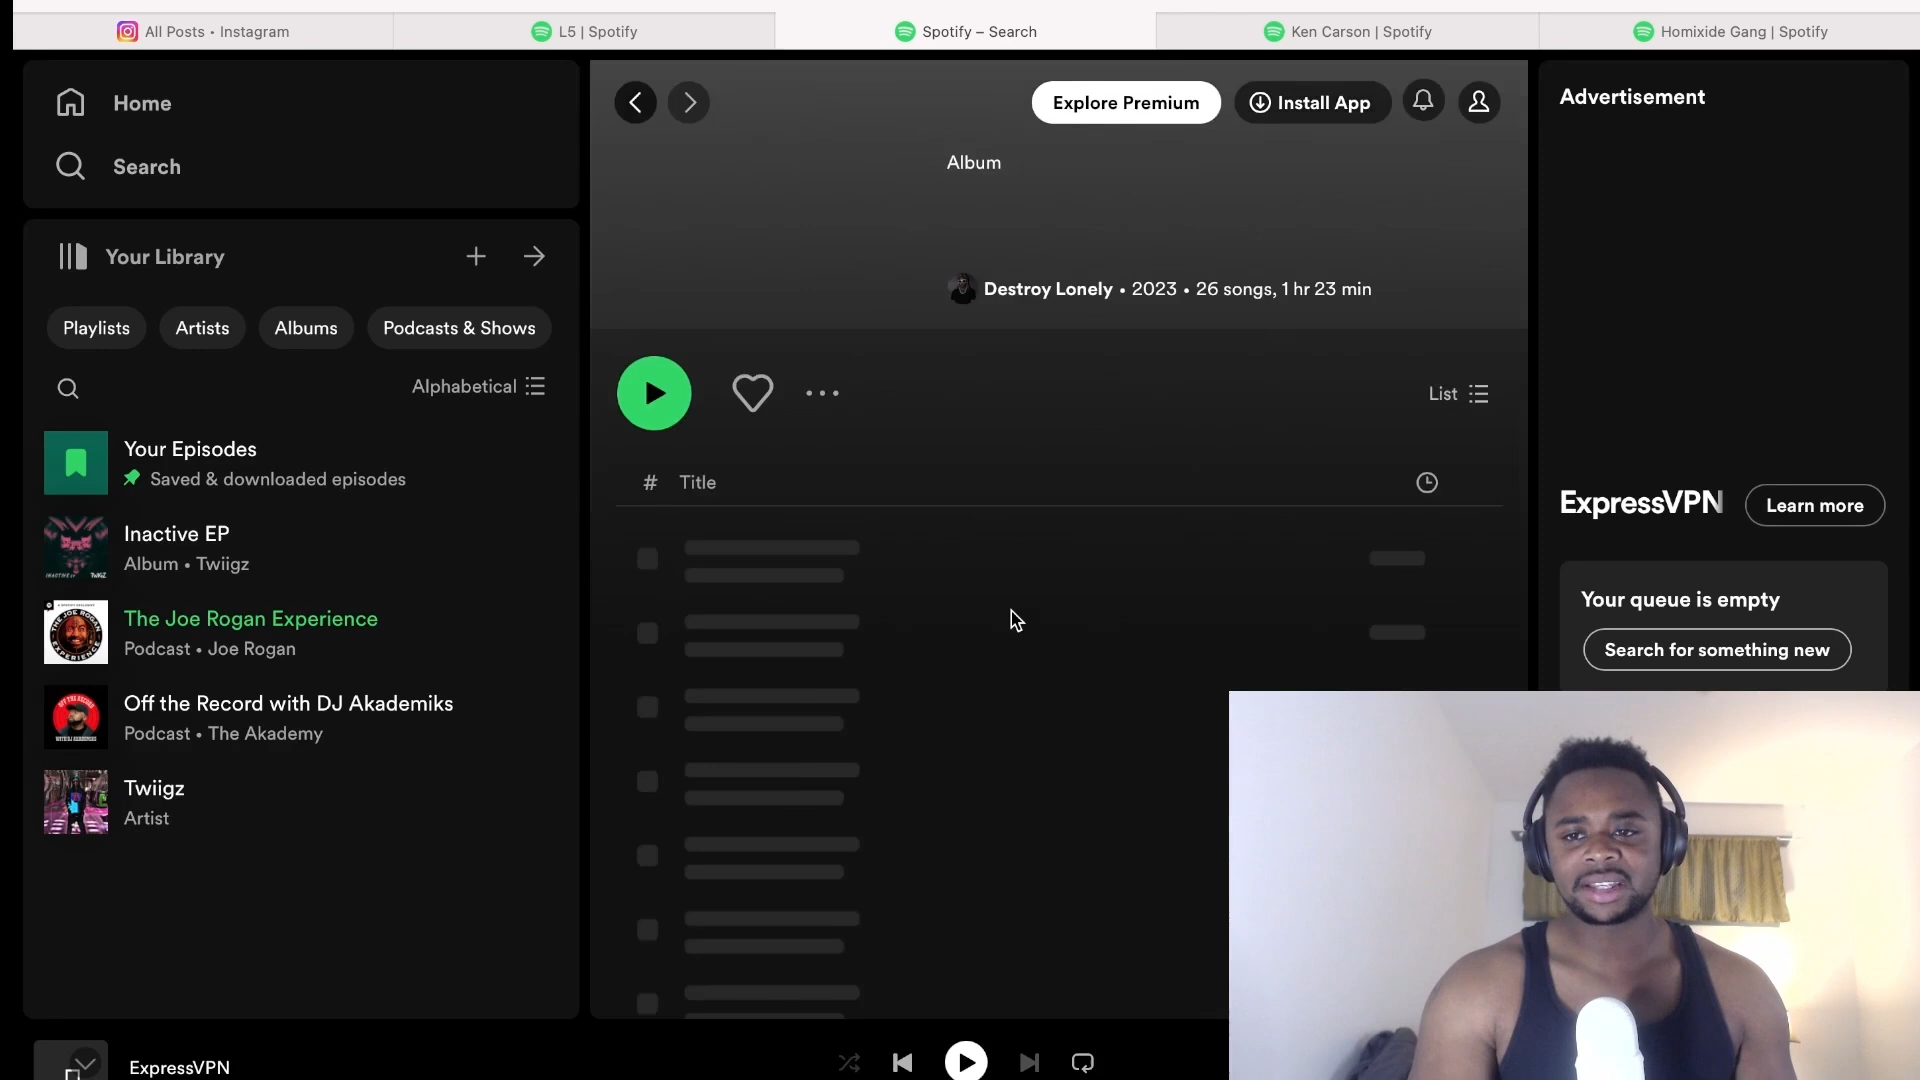 All Posts • Instagram
L5 | Spotify
Spotify – Search
Ken Carson | Spotify
Homixide Gang | Spotify
Home
Search
Your Library
Playlists
Artists
Albums
Podcasts & Shows
Alphabetical
Your Episodes
Saved & downloaded episodes
Inactive EP
Album • Twiigz
The Joe Rogan Experience
Podcast • Joe Rogan
Off the Record with DJ Akademiks
Podcast • The Akademy
Twiigz
Artist
ExpressVPN
Explore Premium
Install App
Album
Destroy Lonely • 2023 • 26 songs, 1 hr 23 min
List
# Title
Advertisement
ExpressVPN
Learn more
Your queue is empty
Search for something new